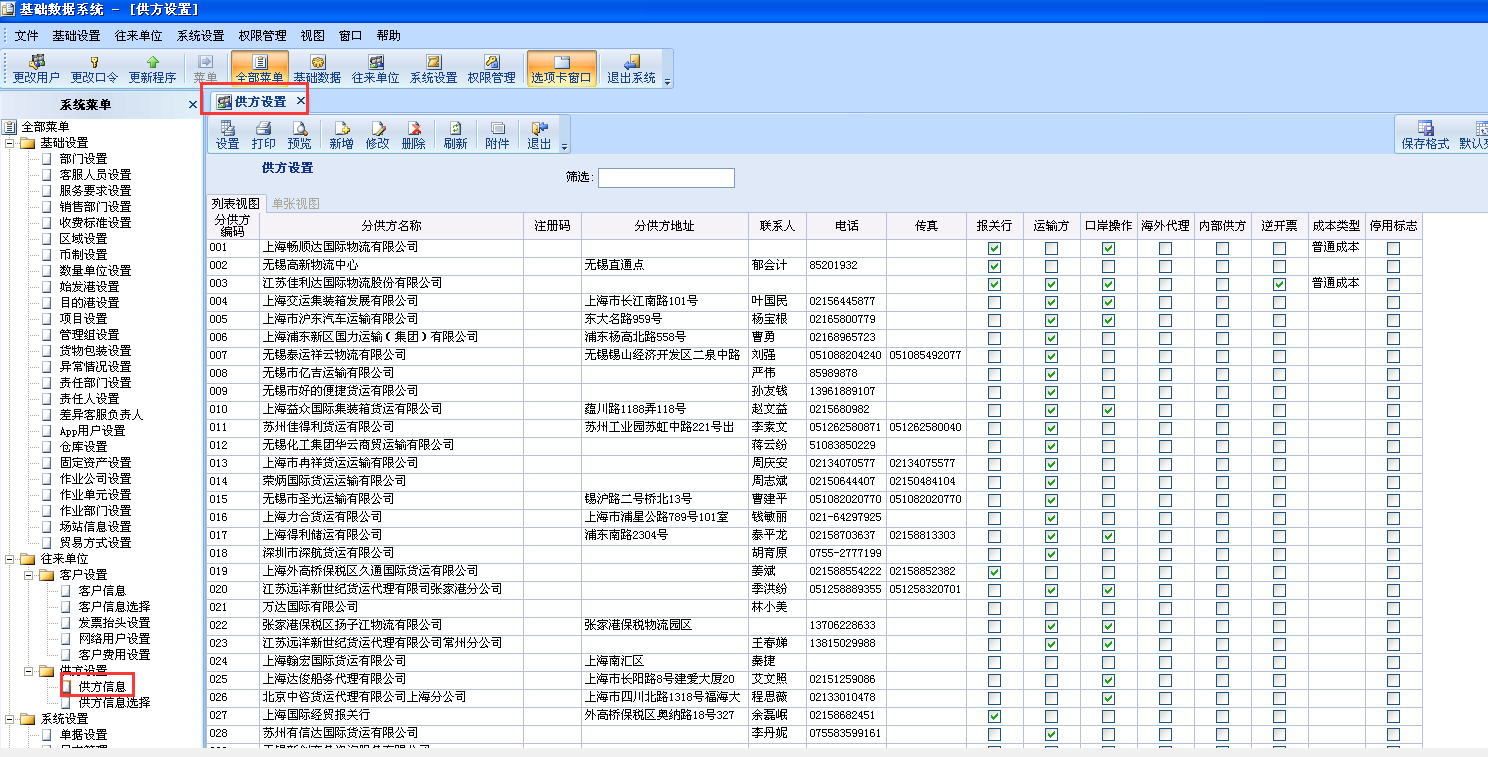 基础数据系统 - [供方设置]
文件 基础设置 往来单位 系统设置 权限管理 视图 窗口 帮助
更改用户 更改口令 更新程序 菜单 全部菜单 基础数据 往来单位 系统设置 权限管理 选项卡窗口 退出系统
系统菜单 ×
供方设置 ×
全部菜单
基础设置
部门设置
客服人员设置
服务要求设置
销售部门设置
收费标准设置
区域设置
币制设置
数量单位设置
始发港设置
目的港设置
项目设置
管理组设置
货物包装设置
异常情况设置
责任部门设置
责任人设置
差异客服负责人
App用户设置
仓库设置
固定资产设置
作业公司设置
作业单元设置
作业部门设置
场站信息设置
贸易方式设置
往来单位
客户设置
客户信息
客户信息选择
发票抬头设置
网络用户设置
客户费用设置
供方设置
供方信息
供方信息选择
系统设置
单据设置
设置 打印 预览 新增 修改 删除 刷新 附件 退出 保存格式
供方设置
筛选:
列表视图 单张视图
分供方编码 分供方名称 注册码 分供方地址 联系人 电话 传真 报关行 运输方 口岸操作 海外代理 内部供方 逆开票 成本类型 停用标志
001 上海畅顺达国际物流有限公司 普通成本
002 无锡高新物流中心 无锡直通点 郁会计 85201932
003 江苏佳利达国际物流股份有限公司 普通成本
004 上海交运集装箱发展有限公司 上海市长江南路101号 叶国民 02156445877
005 上海市沪东汽车运输有限公司 东大名路959号 杨宝根 02165800779
006 上海浦东新区国力运输(集团)有限公司 浦东杨高北路558号 曹勇 02168965723
007 无锡泰运祥云物流有限公司 无锡锡山经济开发区二泉中路 刘强 051088204240 051085492077
008 无锡市亿吉运输有限公司 严伟 85989878
009 无锡市好的便捷货运有限公司 孙友钱 13961889107
010 上海益众国际集装箱货运有限公司 蕴川路1188弄118号 赵文益 0215680982
011 苏州佳得利货运有限公司 苏州工业园苏虹中路221号出 李素文 051262580871 051262580040
012 无锡化工集团华云商贸运输有限公司 蒋云纷 51083850229
013 上海市冉祥货运运输有限公司 周庆安 02134070577 02134075577
014 荣炳国际货运运输有限公司 周志斌 02150644407 02150484104
015 无锡市圣光运输有限公司 锡沪路二号桥北13号 曹建平 051082020770 051082020770
016 上海力合货运有限公司 上海市浦星公路789号101室 钱敏丽 021-64297925
017 上海得利储运有限公司 浦东南路2304号 秦平龙 02158703637 02158813303
018 深圳市深航货运有限公司 胡育原 0755-2777199
019 上海外高桥保税区久通国际货运有限公司 姜斌 021588554222 02158852382
020 江苏远洋新世纪货运代理有限司张家港分公司 季洪纷 051258889355 051258320701
021 万达国际有限公司 林小美
022 张家港保税区扬子江物流有限公司 张家港保税物流园区 13706228633
023 江苏远洋新世纪货运代理有限公司常州分公司 王春娣 13815029988
024 上海翰宏国际货运有限公司 上海南汇区 秦捷
025 上海达俊船务代理有限公司 上海市长阳路8号建爱大厦20 艾文照 02151259086
026 北京中咨货运代理有限公司上海分公司 上海市四川北路1318号福海大 程思薇 02133010478
027 上海国际经贸报关行 外高桥保税区奥纳路18号327 余磊岷 02158682451
028 苏州有信达国际货运有限公司 李丹妮 075583599161